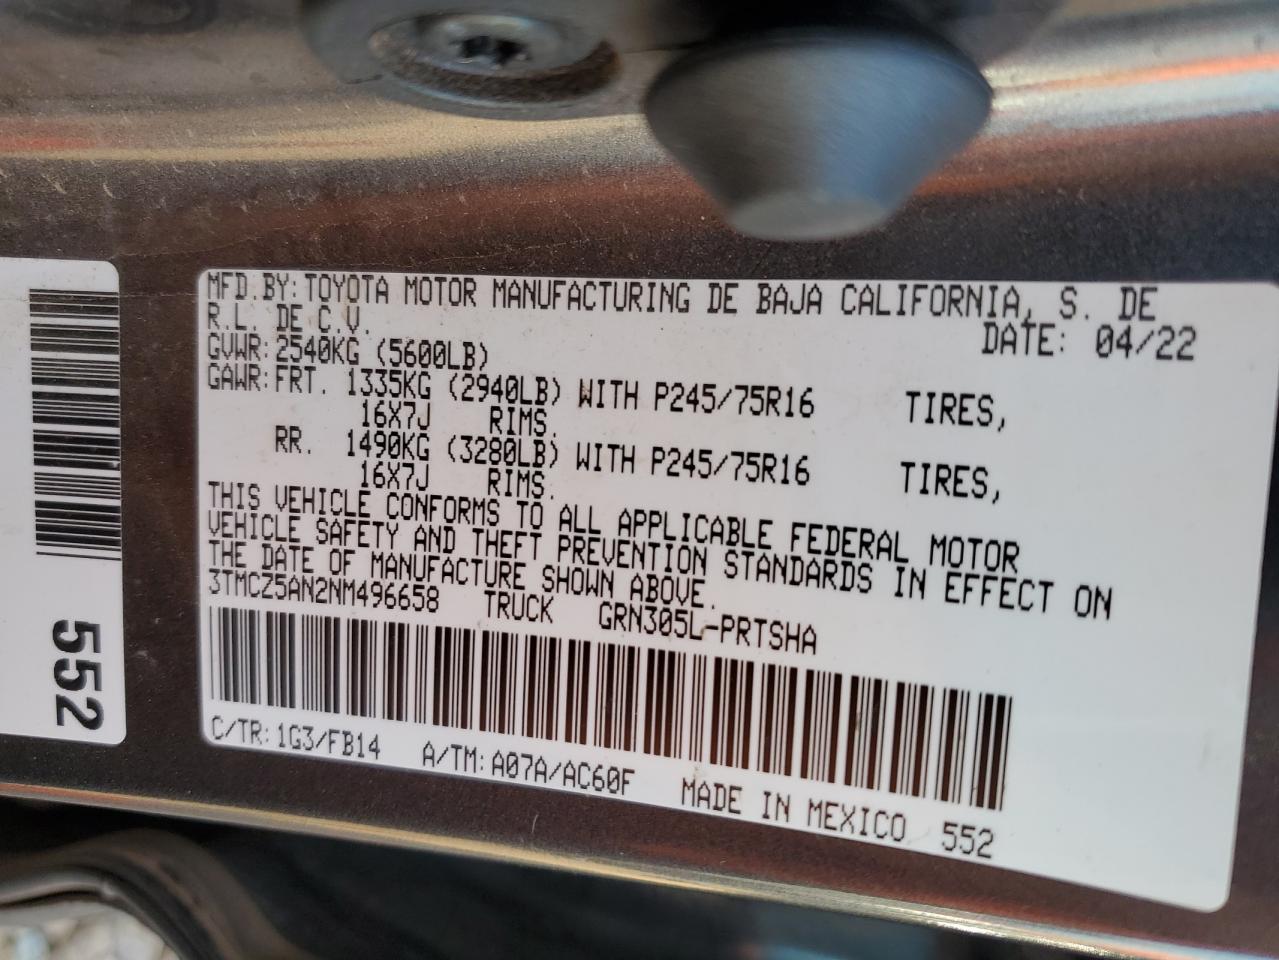 MFD.BY:TOYOTA MOTOR MANUFACTURING DE BAJA CALIFORNIA, S. DE
R.L. DE C.V. DATE: 04/22
GVWR:2540KG (5600LB)
GAWR:FRT. 1335KG (2940LB) WITH P245/75R16 TIRES,
16X7J RIMS.
RR. 1490KG (3280LB) WITH P245/75R16 TIRES,
16X7J RIMS.
THIS VEHICLE CONFORMS TO ALL APPLICABLE FEDERAL MOTOR
VEHICLE SAFETY AND THEFT PREVENTION STANDARDS IN EFFECT ON
THE DATE OF MANUFACTURE SHOWN ABOVE.
3TMCZ5AN2NM496658 TRUCK GRN305L-PRTSHA
C/TR:1G3/FB14 A/TM:A07A/AC60F MADE IN MEXICO 552
552